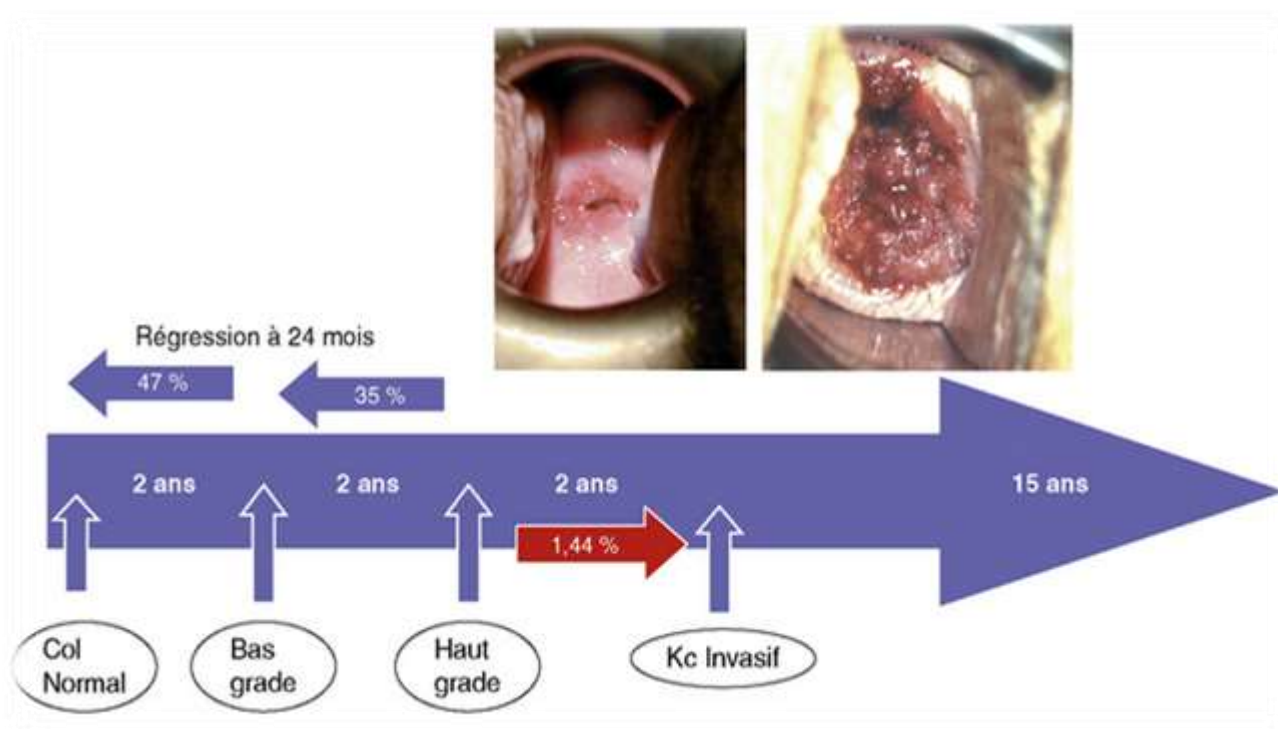 Régression à 24 mois
47 %
35 %
2 ans
2 ans
2 ans
15 ans
1,44 %
Col
Normal
Bas
grade
Haut
grade
Kc Invasif